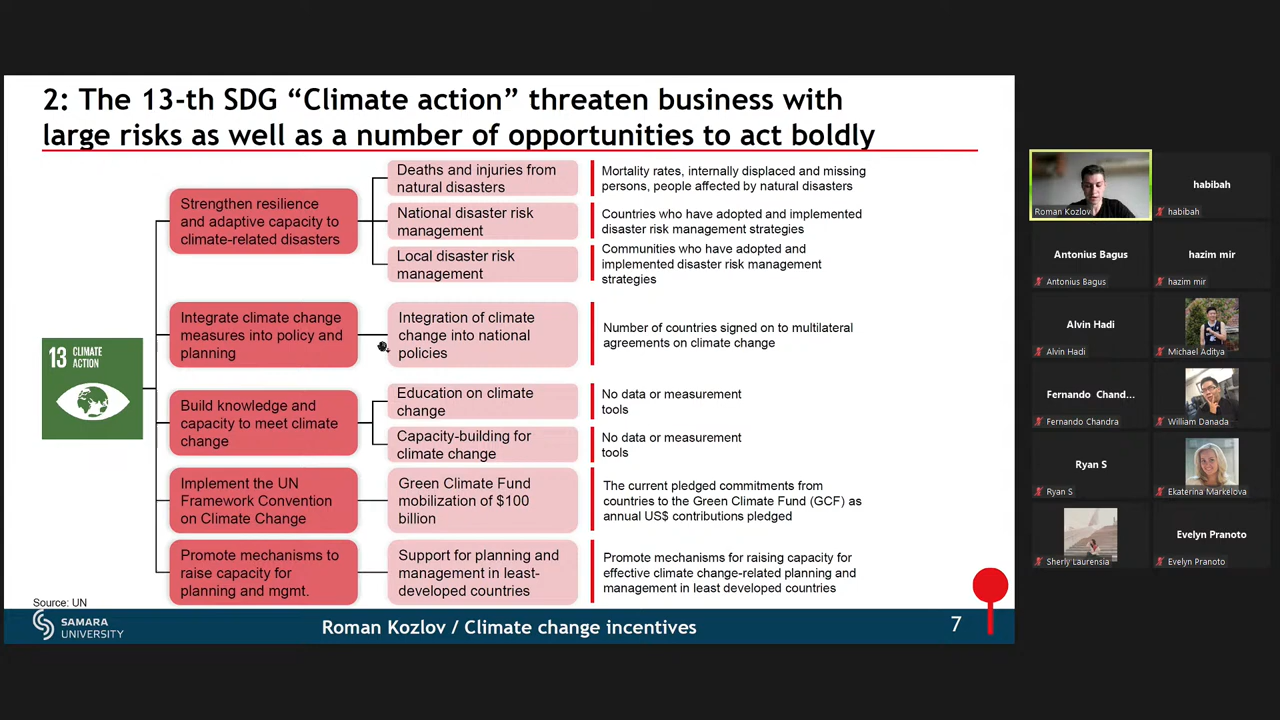 2: The 13-th SDG “Climate action” threaten business with
large risks as well as a number of opportunities to act boldly
13 CLIMATE
ACTION
Strengthen resilience
and adaptive capacity to
climate-related disasters
Deaths and injuries from
natural disasters
Mortality rates, internally displaced and missing
persons, people affected by natural disasters
National disaster risk
management
Countries who have adopted and implemented
disaster risk management strategies
Local disaster risk
management
Communities who have adopted and
implemented disaster risk management
strategies
Integrate climate change
measures into policy and
planning
Integration of climate
change into national
policies
Number of countries signed on to multilateral
agreements on climate change
Build knowledge and
capacity to meet climate
change
Education on climate
change
No data or measurement
tools
Capacity-building for
climate change
No data or measurement
tools
Implement the UN
Framework Convention
on Climate Change
Green Climate Fund
mobilization of $100
billion
The current pledged commitments from
countries to the Green Climate Fund (GCF) as
annual US$ contributions pledged
Promote mechanisms to
raise capacity for
planning and mgmt.
Support for planning and
management in least-
developed countries
Promote mechanisms for raising capacity for
effective climate change-related planning and
management in least developed countries
Source: UN
SAMARA
UNIVERSITY
Roman Kozlov / Climate change incentives
7
Roman Kozlov
habibah
habibah
Antonius Bagus
Antonius Bagus
hazim mir
hazim mir
Alvin Hadi
Alvin Hadi
Michael Aditya
Fernando Chand...
Fernando Chandra
William Danada
Ryan S
Ryan S
Ekaterina Markelova
Sherly Laurensia
Evelyn Pranoto
Evelyn Pranoto